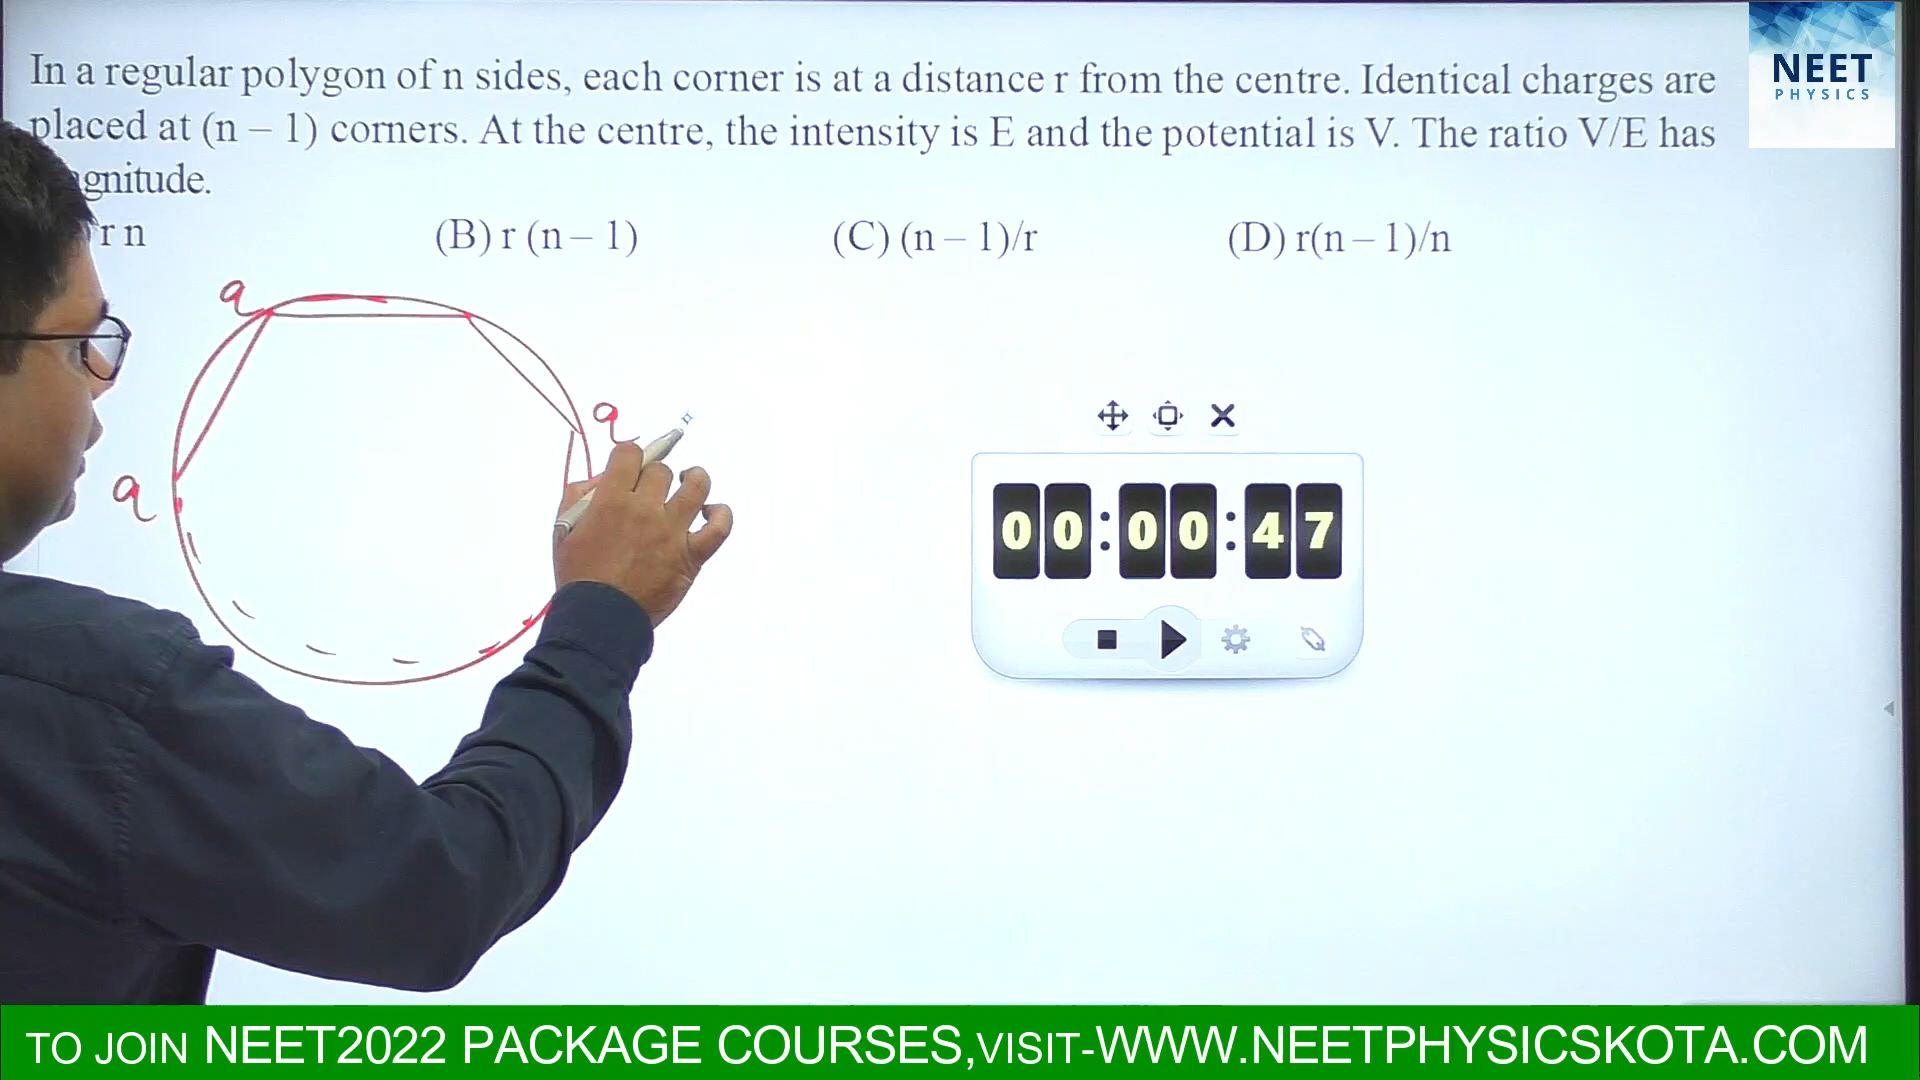 In a regular polygon of n sides, each corner is at a distance r from the centre. Identical charges are
placed at (n – 1) corners. At the centre, the intensity is E and the potential is V. The ratio V/E has
gnitude.
r n (B) r (n – 1) (C) (n – 1)/r (D) r(n – 1)/n
NEET
PHYSICS
q
q
q
00:00:47
TO JOIN NEET2022 PACKAGE COURSES,VISIT-WWW.NEETPHYSICSKOTA.COM